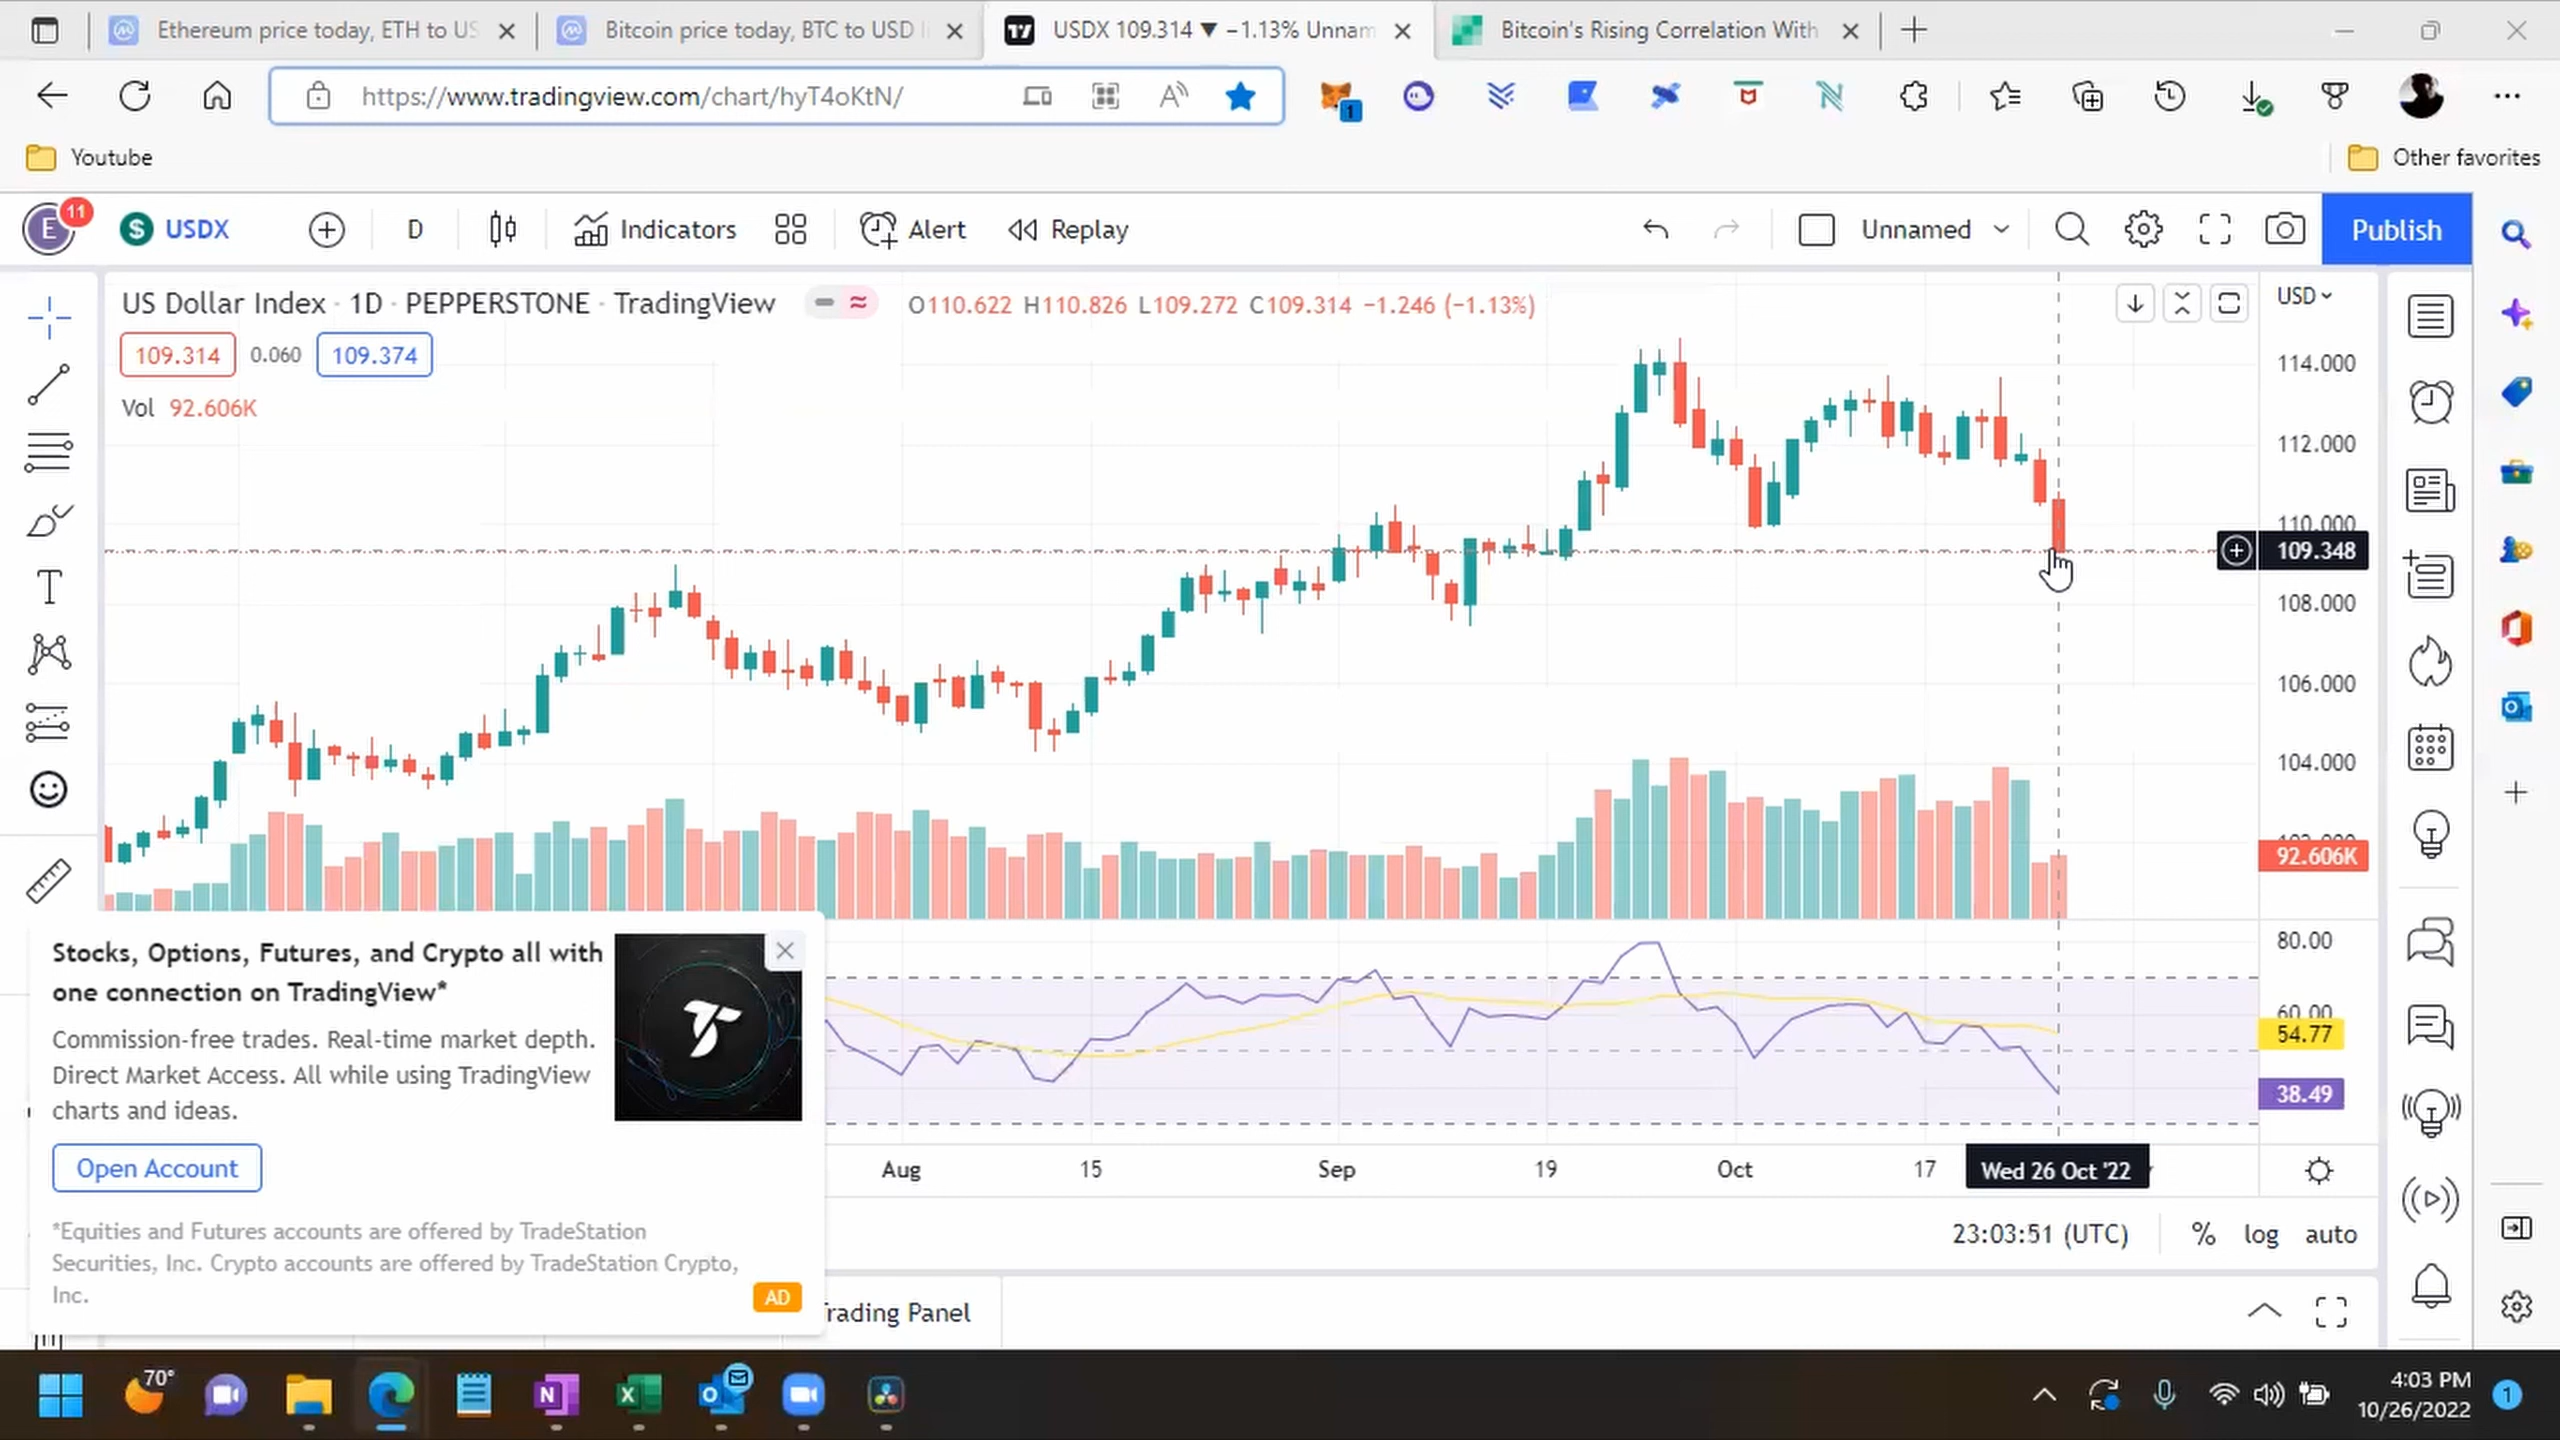 Ethereum price today, ETH to US
Bitcoin price today, BTC to USD
USDX 109.314 ▼ −1.13% Unnam
Bitcoin's Rising Correlation With
https://www.tradingview.com/chart/hyT4oKtN/
1
Youtube
Other favorites
E
11
USDX
D
Indicators
Alert
Replay
Unnamed
Publish
US Dollar Index · 1D · PEPPERSTONE · TradingView
O110.622 H110.826 L109.272 C109.314 −1.246 (−1.13%)
USD
109.314
0.060
109.374
Vol 92.606K
114.000
112.000
110.000
109.348
108.000
106.000
104.000
92.606K
80.00
60.00
54.77
38.49
Stocks, Options, Futures, and Crypto all with
one connection on TradingView*
Commission-free trades. Real-time market depth.
Direct Market Access. All while using TradingView
charts and ideas.
Open Account
*Equities and Futures accounts are offered by TradeStation
Securities, Inc. Crypto accounts are offered by TradeStation Crypto,
Inc.
AD
Aug
15
Sep
19
Oct
17
Wed 26 Oct '22
23:03:51 (UTC)
%
log
auto
Trading Panel
70°
4:03 PM
10/26/2022
1